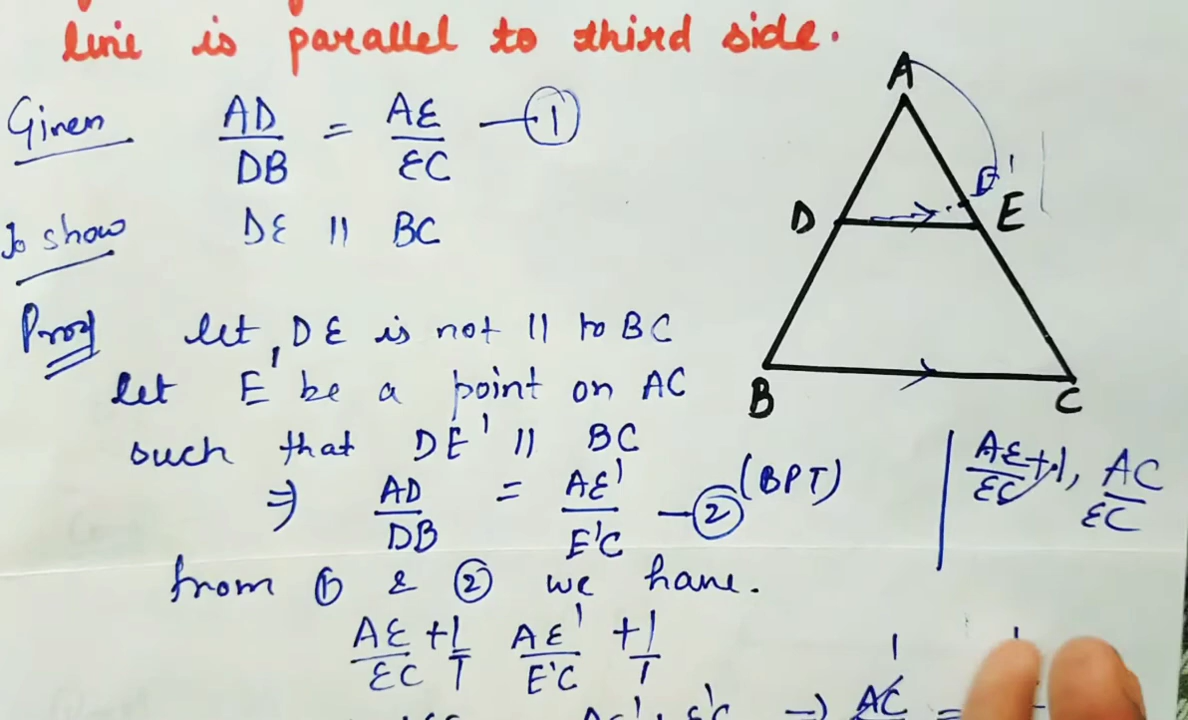 line is parallel to third side.
Given AD/DB = AE/EC — ①
To show DE || BC
Proof let, DE is not || to BC
let E' be a point on AC
such that DE' || BC
⇒ AD/DB = AE'/E'C — ② (BPT)
from ① & ② we have.
AE/EC + 1/1 AE'/E'C + 1/1
AE'+E'C → AC =
A
E'
D
E
B
C
AE/EC + 1, AC/EC